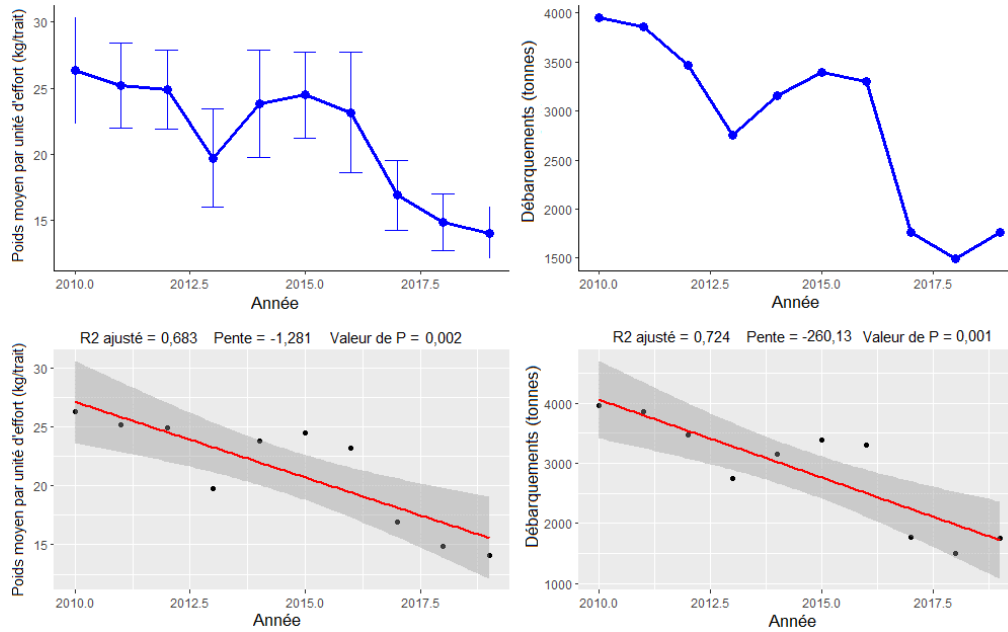 Poids moyen par unité d'effort (kg/trait)
30
25
20
15
2010.0 2012.5 2015.0 2017.5
Année
Débarquements (tonnes)
4000
3500
3000
2500
2000
1500
2010.0 2012.5 2015.0 2017.5
Année
R2 ajusté = 0,683 Pente = -1,281 Valeur de P = 0,002
Poids moyen par unité d'effort (kg/trait)
30
25
20
15
2010.0 2012.5 2015.0 2017.5
Année
R2 ajusté = 0,724 Pente = -260,13 Valeur de P = 0,001
Débarquements (tonnes)
4000
3000
2000
1000
2010.0 2012.5 2015.0 2017.5
Année